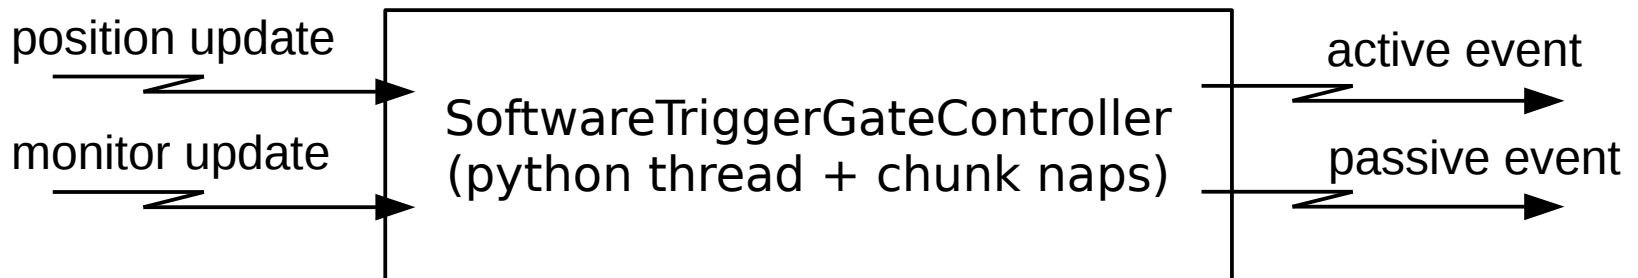 position update
monitor update
SoftwareTriggerGateController
(python thread + chunk naps)
active event
passive event